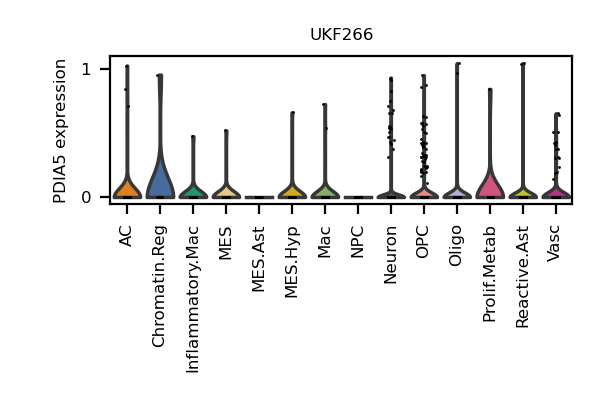 UKF266
PDIA5 expression
1
0
AC
Chromatin.Reg
Inflammatory.Mac
MES
MES.Ast
MES.Hyp
Mac
NPC
Neuron
OPC
Oligo
Prolif.Metab
Reactive.Ast
Vasc